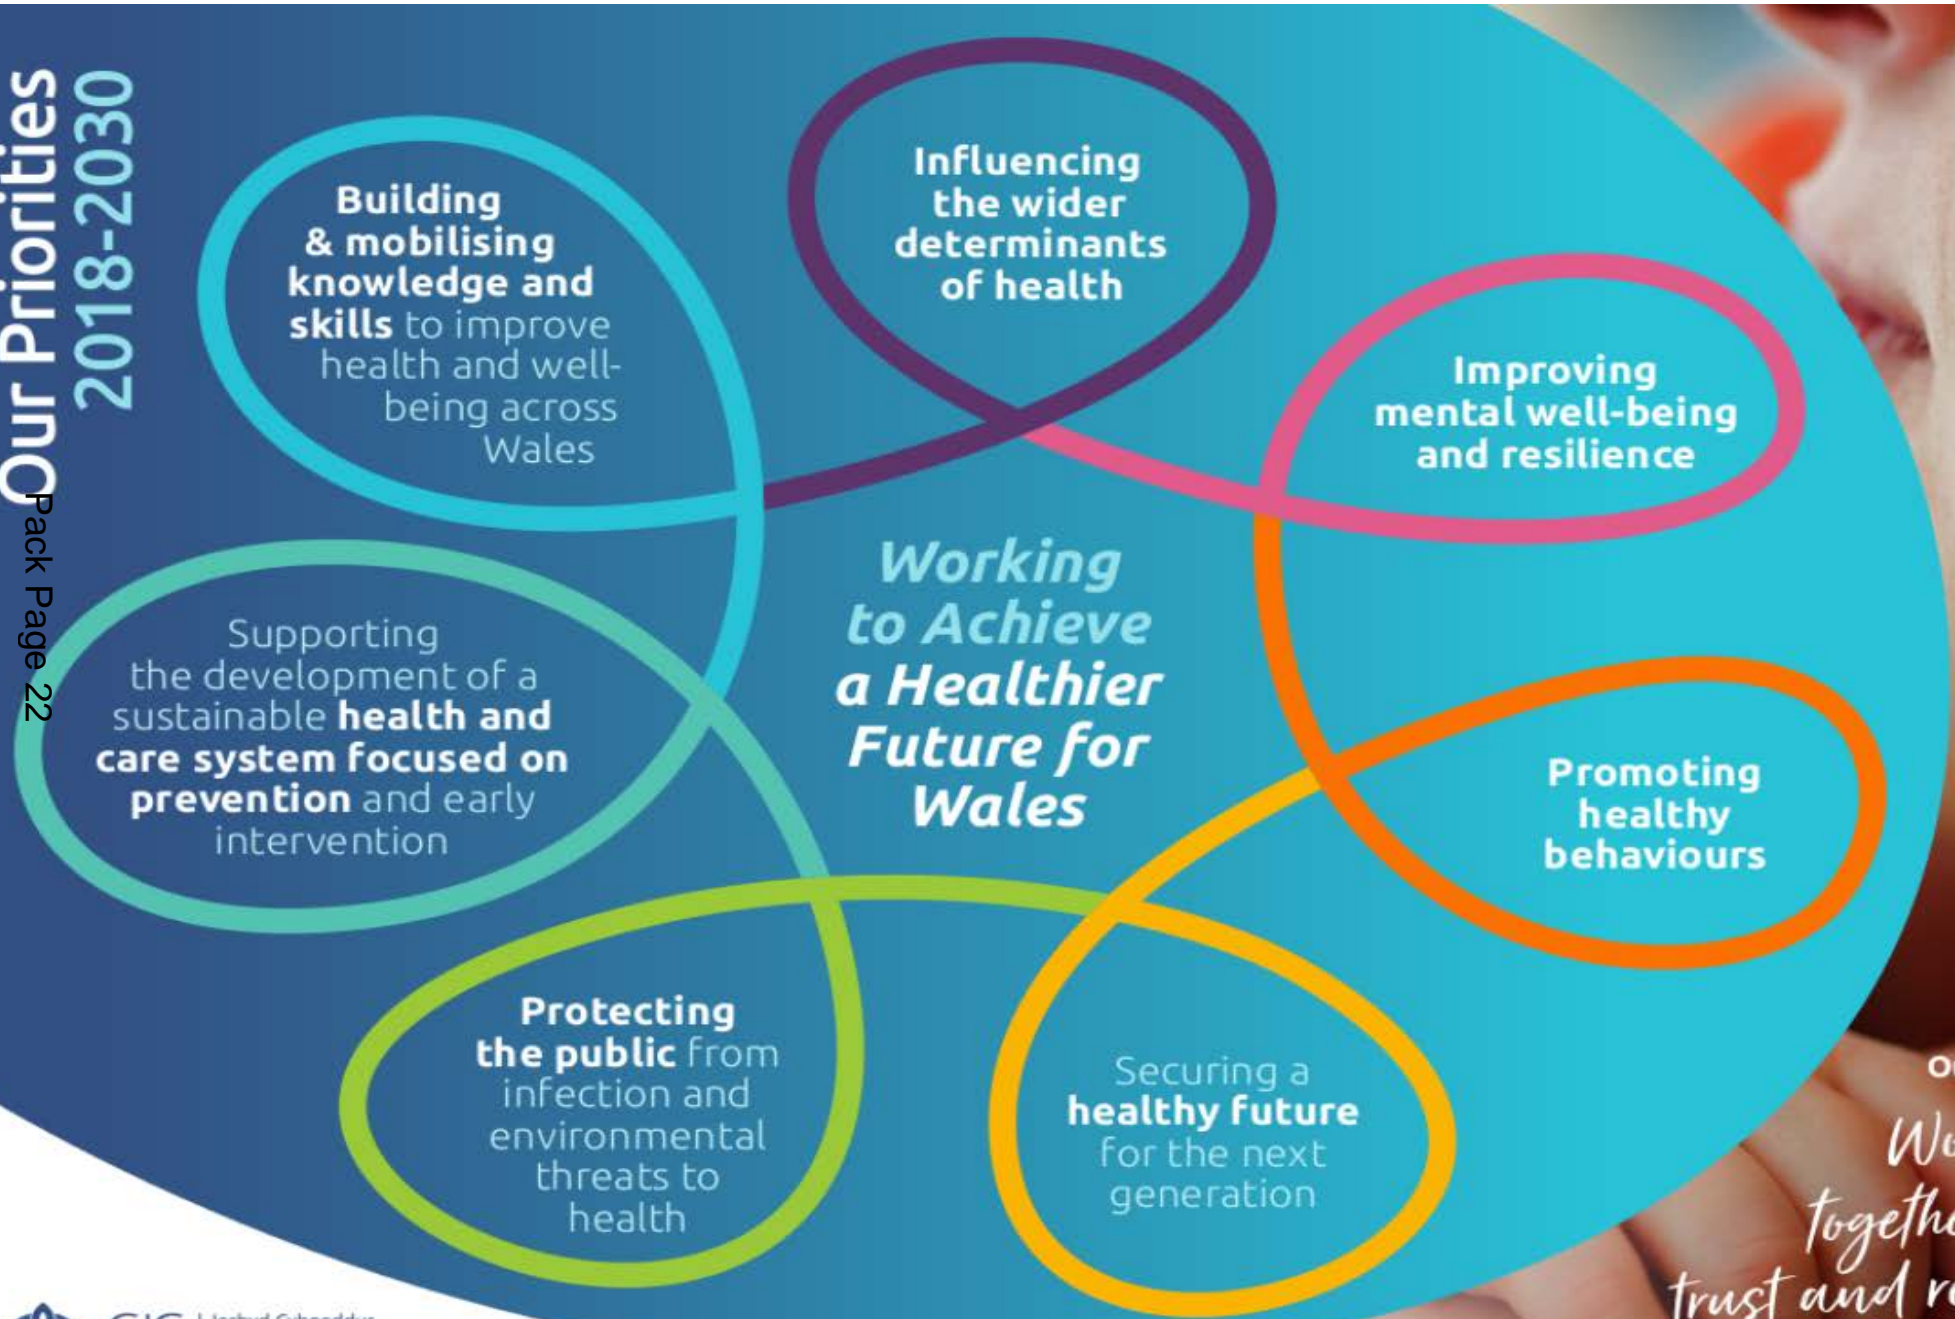 Our Priorities
2018-2030
Building
& mobilising
knowledge and
skills to improve
health and well-
being across
Wales
Influencing
the wider
determinants
of health
Improving
mental well-being
and resilience
Working
to Achieve
a Healthier
Future for
Wales
Supporting
the development of a
sustainable health and
care system focused on
prevention and early
intervention
Promoting
healthy
behaviours
Protecting
the public from
infection and
environmental
threats to
health
Securing a
healthy future
for the next
generation
Pack Page 22
trust and
GIG